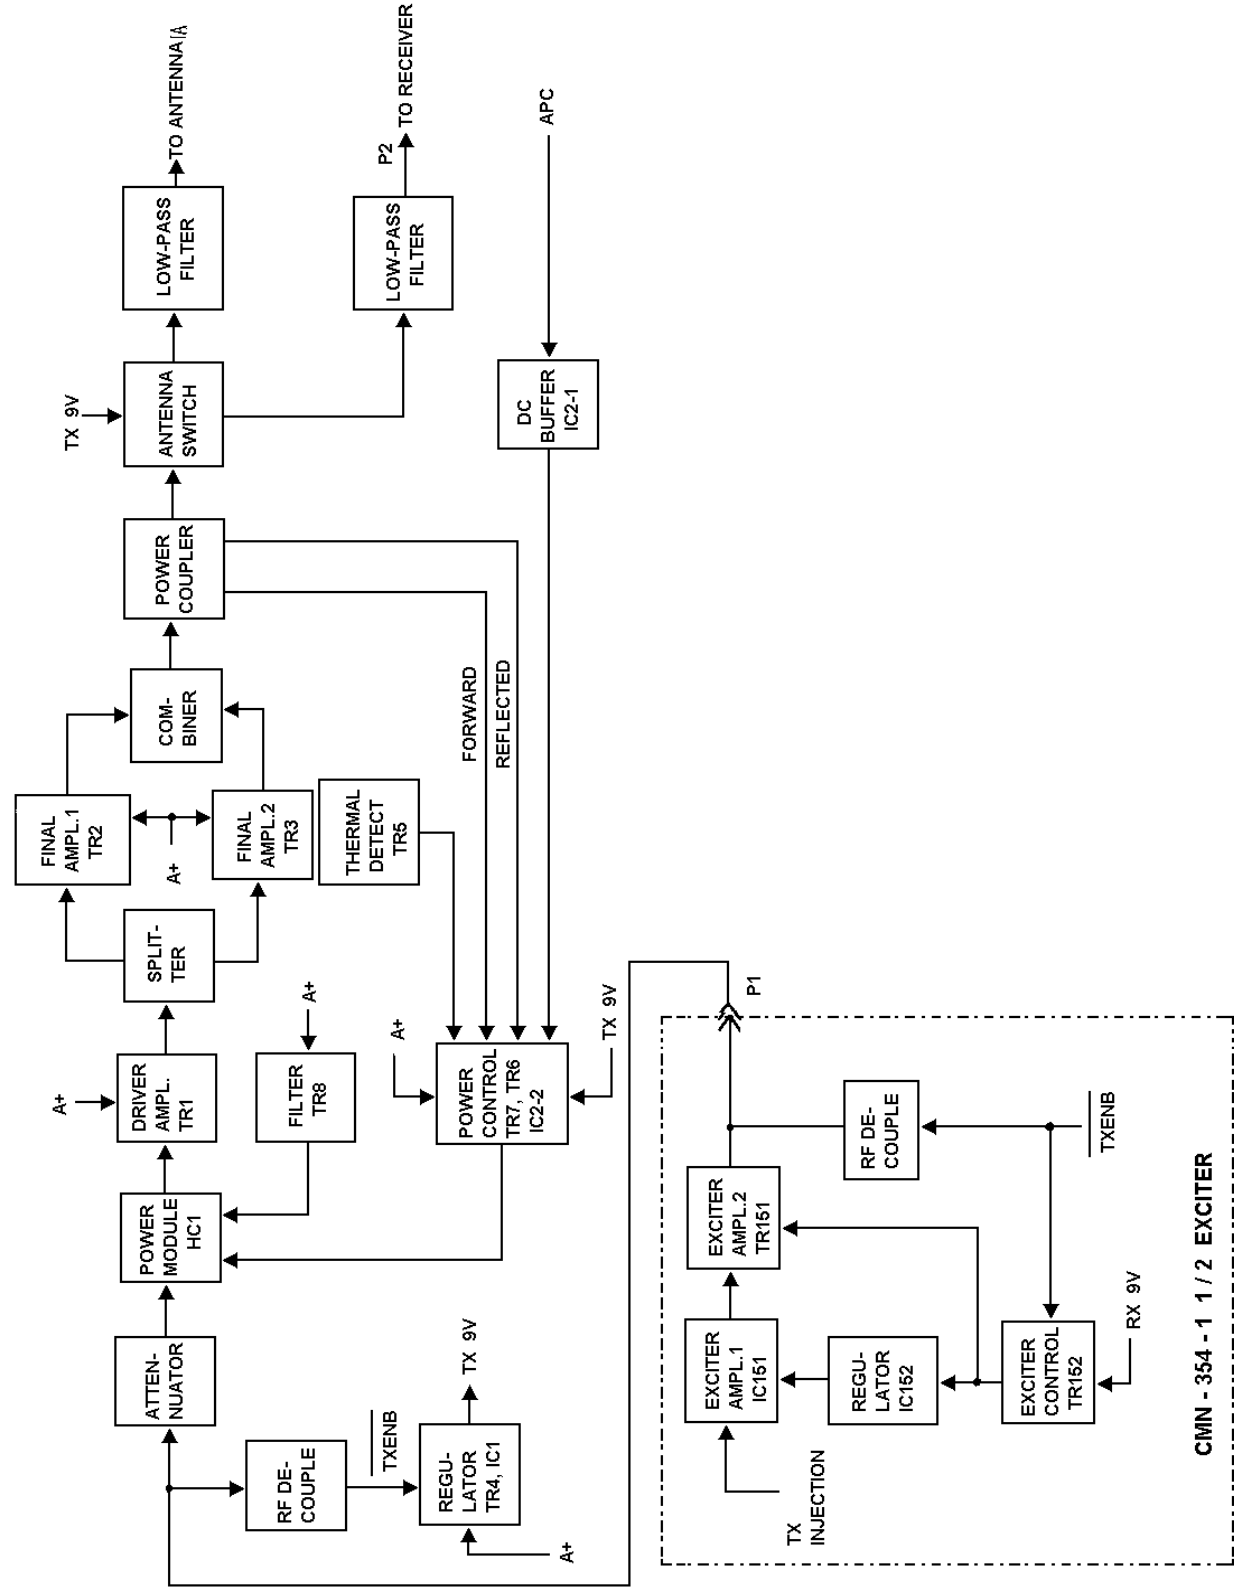 TO ANTENNA
A
TO RECEIVER
P2
APC
LOW-PASS
FILTER
LOW-PASS
FILTER
TX 9V
ANTENNA
SWITCH
DC
BUFFER
IC2-1
POWER
COUPLER
COM-
BINER
FORWARD
REFLECTED
FINAL
AMPL.1
TR2
A+
FINAL
AMPL.2
TR3
THERMAL
DETECT
TR5
SPLIT-
TER
A+
DRIVER
AMPL.
TR1
A+
FILTER
TR8
A+
POWER
CONTROL
TR7, TR6
IC2-2
TX 9V
POWER
MODULE
HC1
ATTEN-
NUATOR
RF DE-
COUPLE
TXENB
REGU-
LATOR
TR4, IC1
TX 9V
A+
P1
EXCITER
AMPL.2
TR151
RF DE-
COUPLE
TXENB
EXCITER
AMPL.1
IC151
REGU-
LATOR
IC152
EXCITER
CONTROL
TR152
RX 9V
TX
INJECTION
CMN - 354 - 1 1 / 2 EXCITER